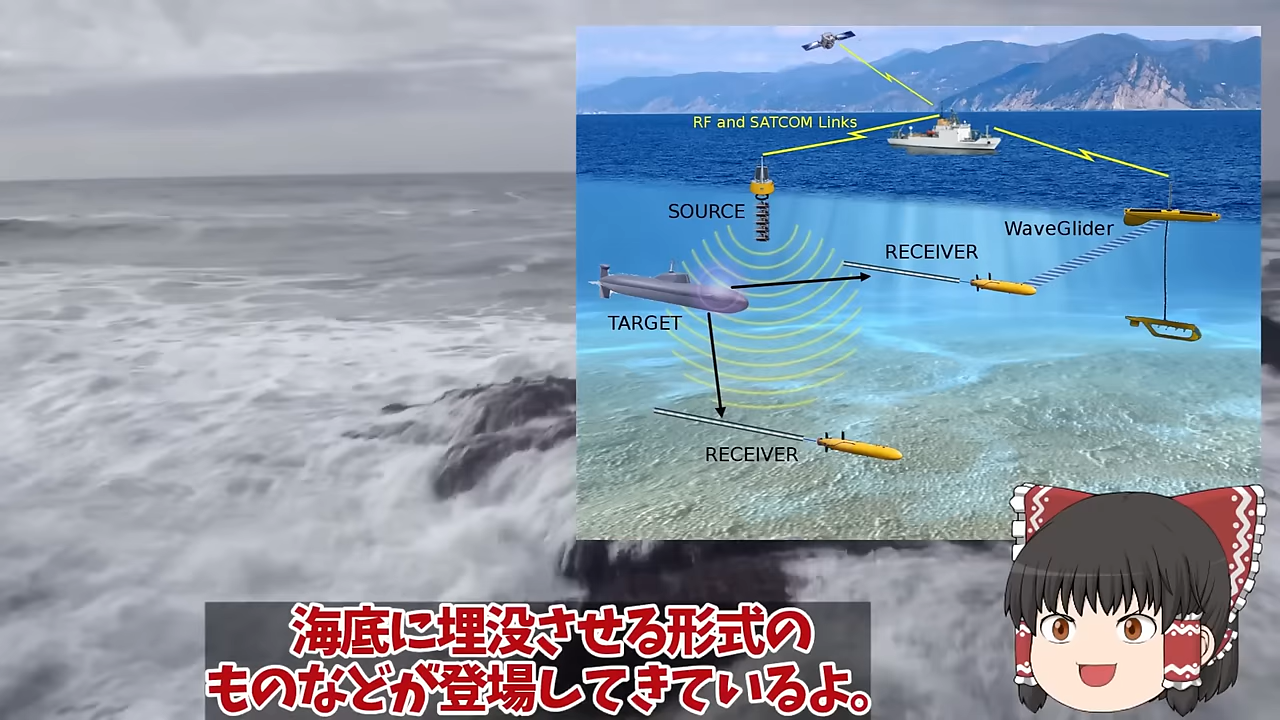 RF and SATCOM Links
SOURCE
WaveGlider
RECEIVER
TARGET
RECEIVER
海底に埋没させる形式の
ものなどが登場してきているよ。